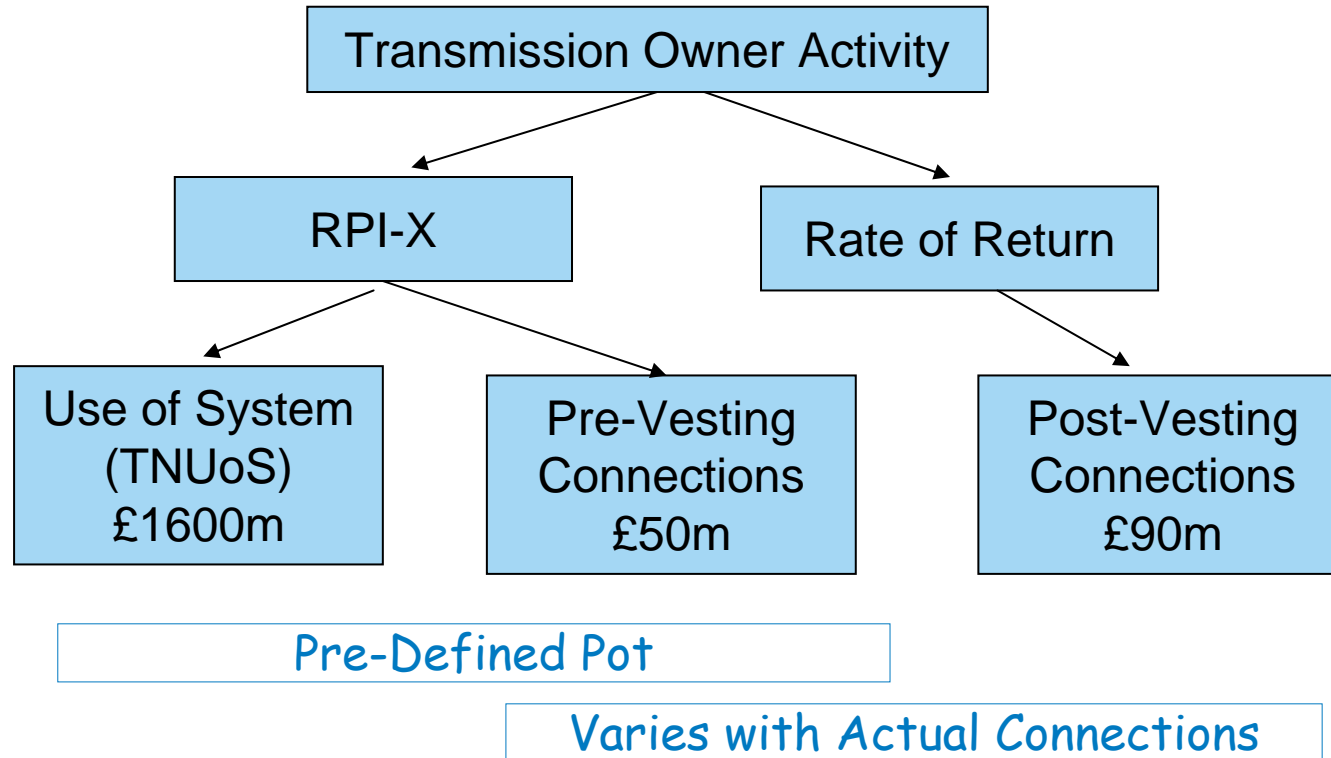 Transmission Owner Activity
RPI-X
Rate of Return
Use of System
(TNUoS)
£1600m
Pre-Vesting
Connections
£50m
Post-Vesting
Connections
£90m
Pre-Defined Pot
Varies with Actual Connections